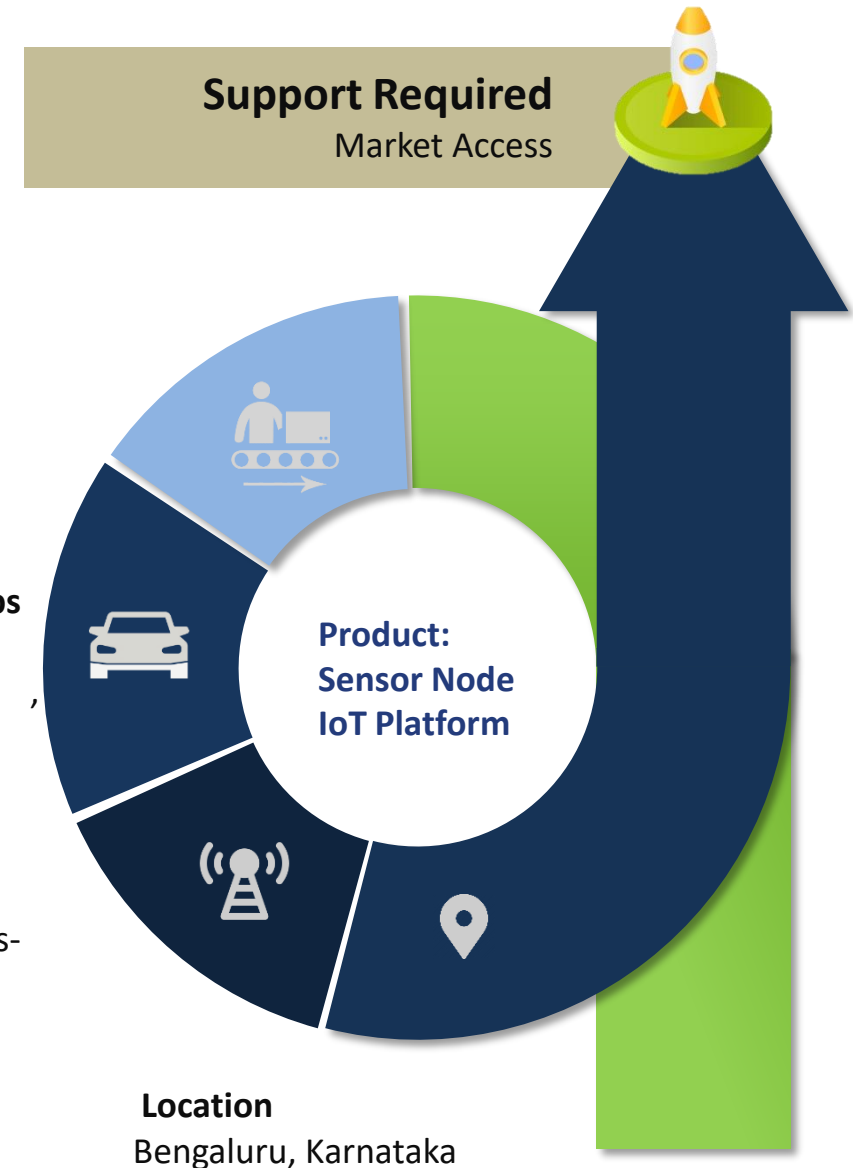 Support Required
Market Access
Product:
Sensor Node
IoT Platform
,
s-
Location
Bengaluru, Karnataka